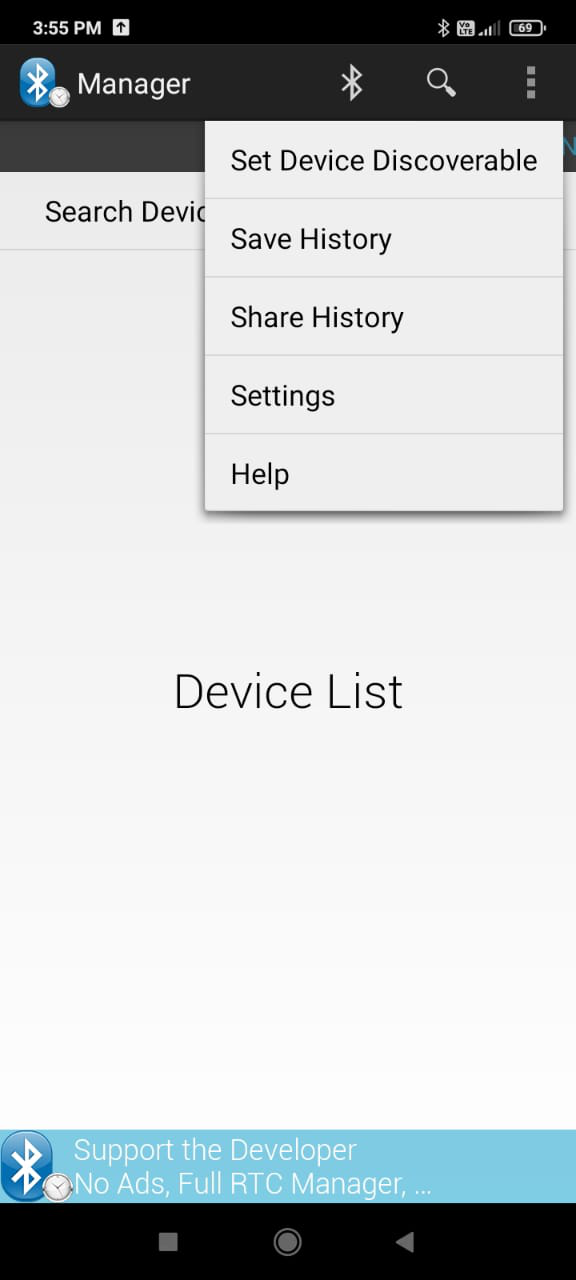 3:55 PM
Vo LTE
69
Manager
N
Search Devic
Set Device Discoverable
Save History
Share History
Settings
Help
Device List
Support the Developer
No Ads, Full RTC Manager, ...